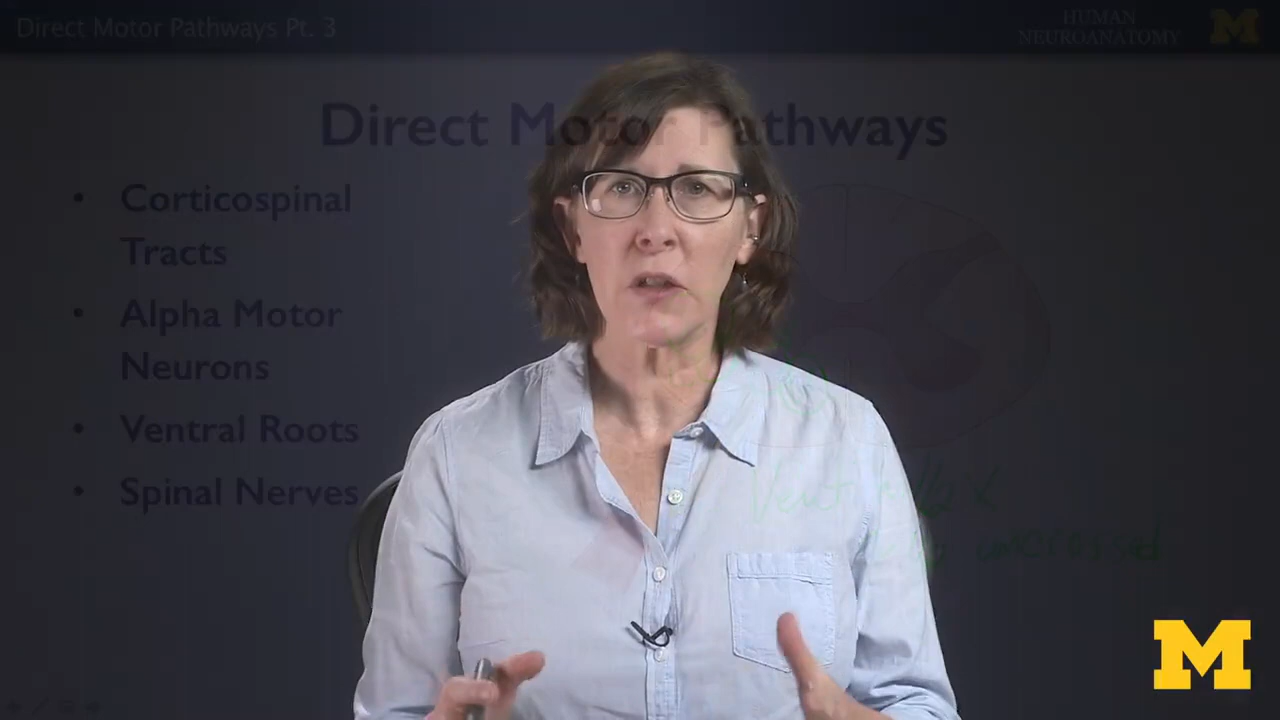 Direct Motor Pathways Pt. 3
HUMAN
NEUROANATOMY
M
Direct Motor Pathways
• Corticospinal
Tracts
• Alpha Motor
Neurons
• Ventral Roots
• Spinal Nerves
uncrossed
M